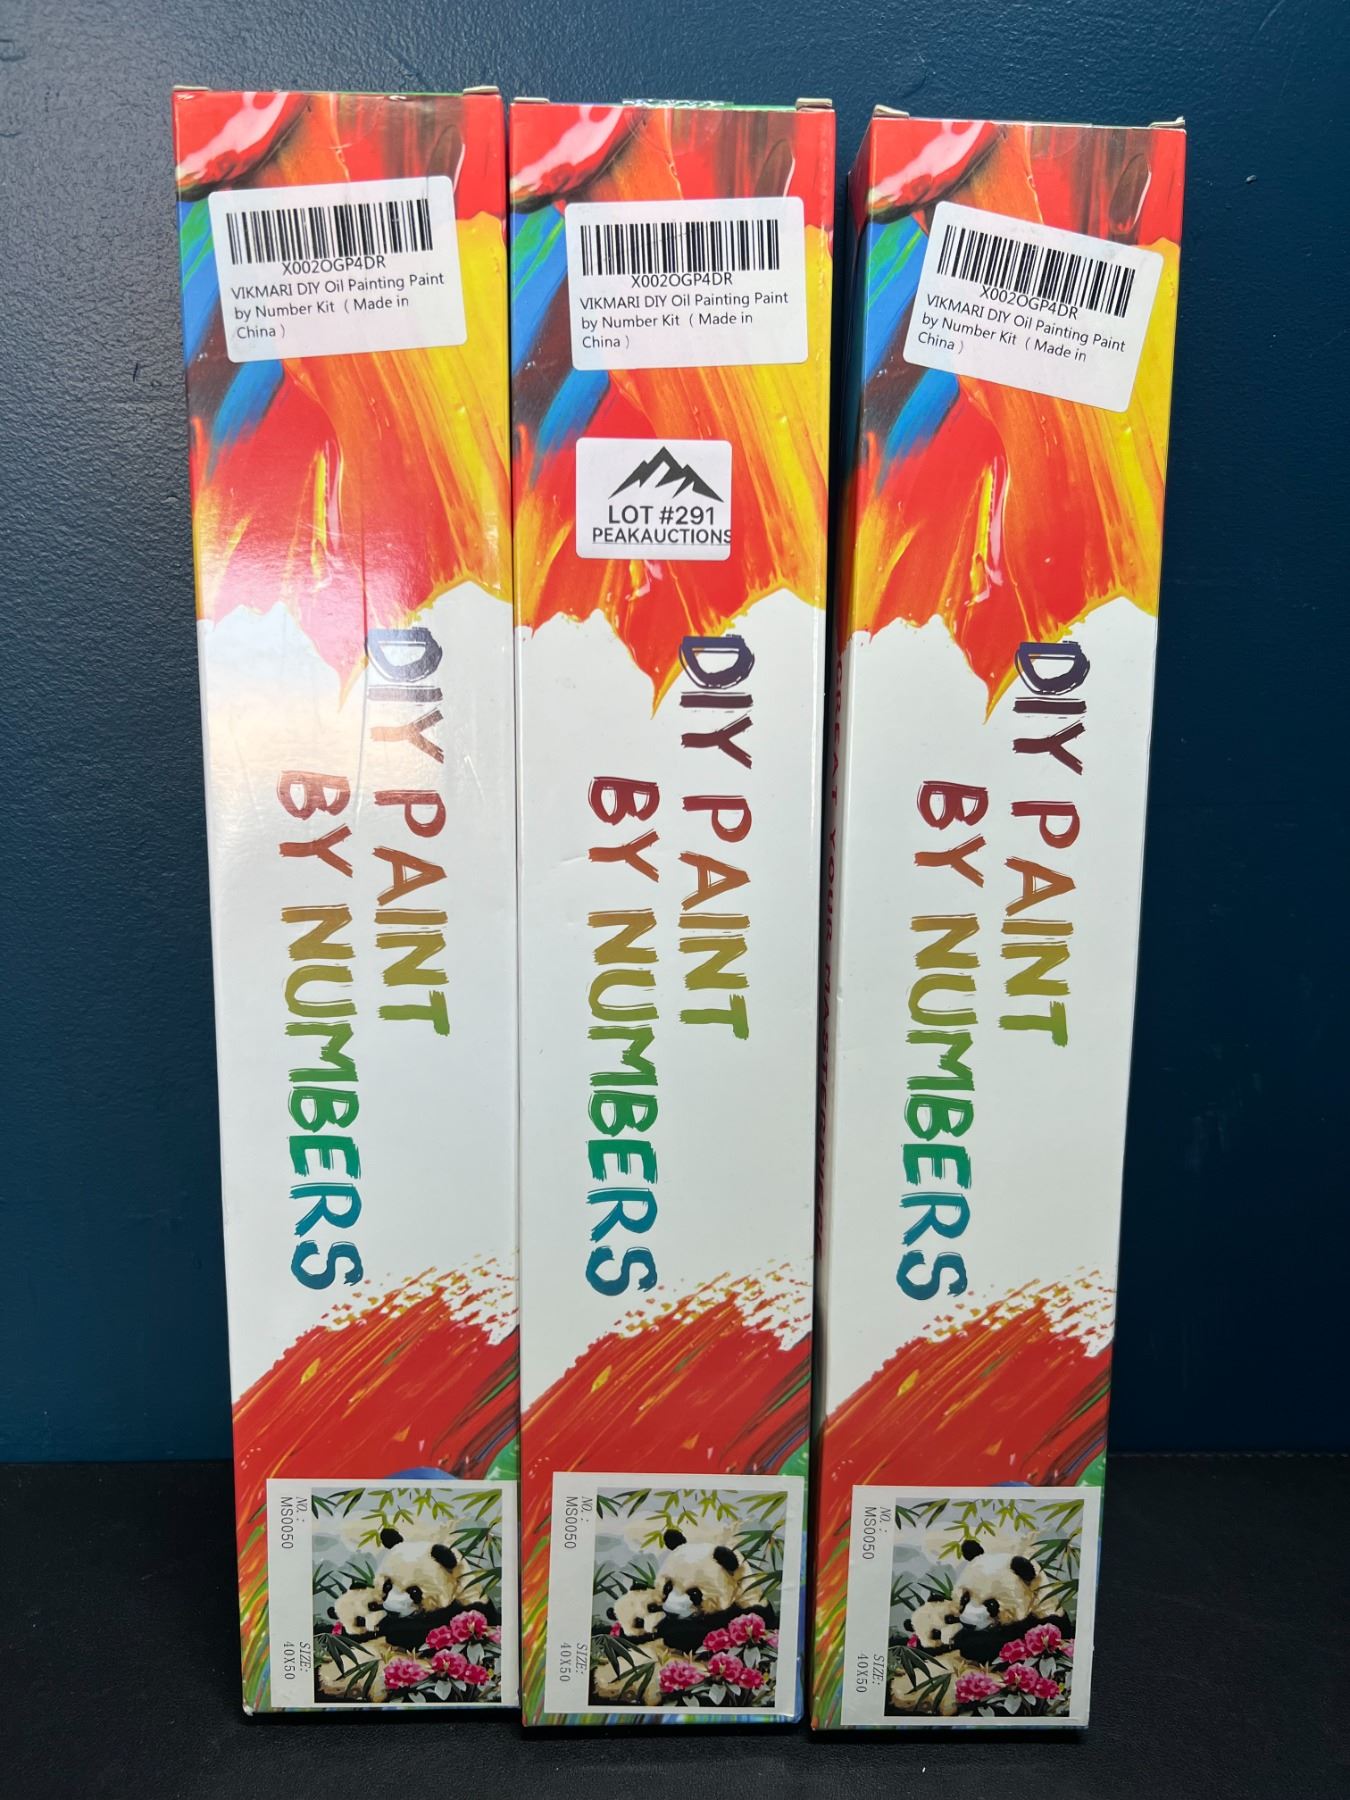 X002OGP4DR
VIKMARI DIY Oil Painting Paint
by Number Kit （Made in
China）
DIY PAINT
BY NUMBERS
NO.:
MS0050
SIZE:
40X50
X002OGP4DR
VIKMARI DIY Oil Painting Paint
by Number Kit （Made in
China）
LOT #291
PEAKAUCTIONS
DIY PAINT
BY NUMBERS
NO.:
MS0050
SIZE:
40X50
X002OGP4DR
VIKMARI DIY Oil Painting Paint
by Number Kit （Made in
China）
DIY PAINT
BY NUMBERS
CREAT YOUR MASTERPIECE
NO.:
MS0050
SIZE:
40X50